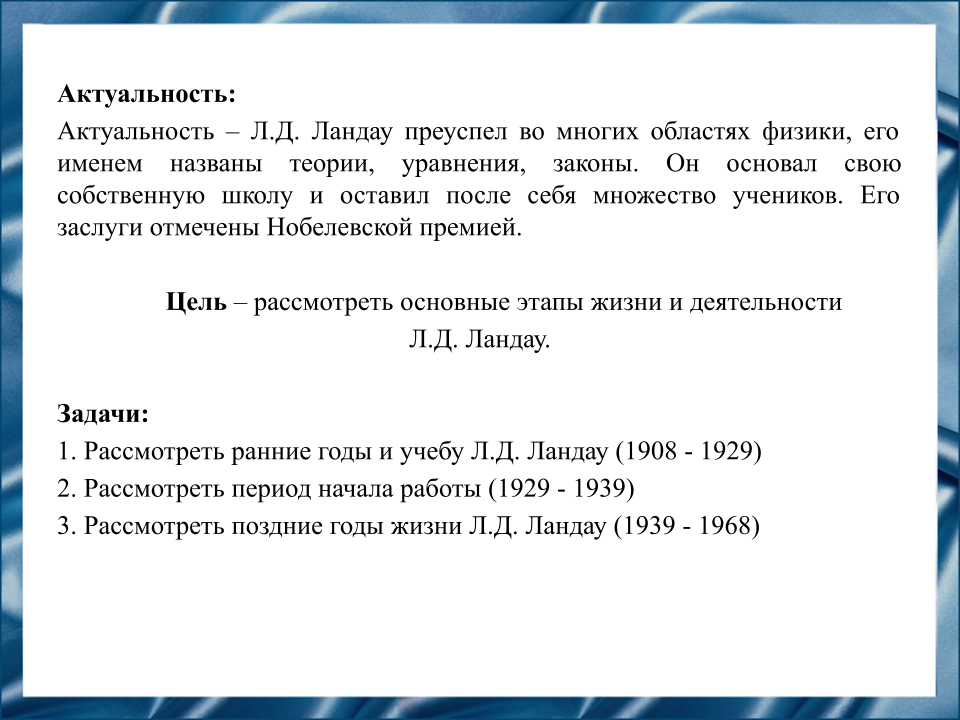 Актуальность:
Актуальность – Л.Д. Ландау преуспел во многих областях физики, его
именем названы теории, уравнения, законы. Он основал свою
собственную школу и оставил после себя множество учеников. Его
заслуги отмечены Нобелевской премией.
Цель – рассмотреть основные этапы жизни и деятельности
Л.Д. Ландау.
Задачи:
1. Рассмотреть ранние годы и учебу Л.Д. Ландау (1908 - 1929)
2. Рассмотреть период начала работы (1929 - 1939)
3. Рассмотреть поздние годы жизни Л.Д. Ландау (1939 - 1968)